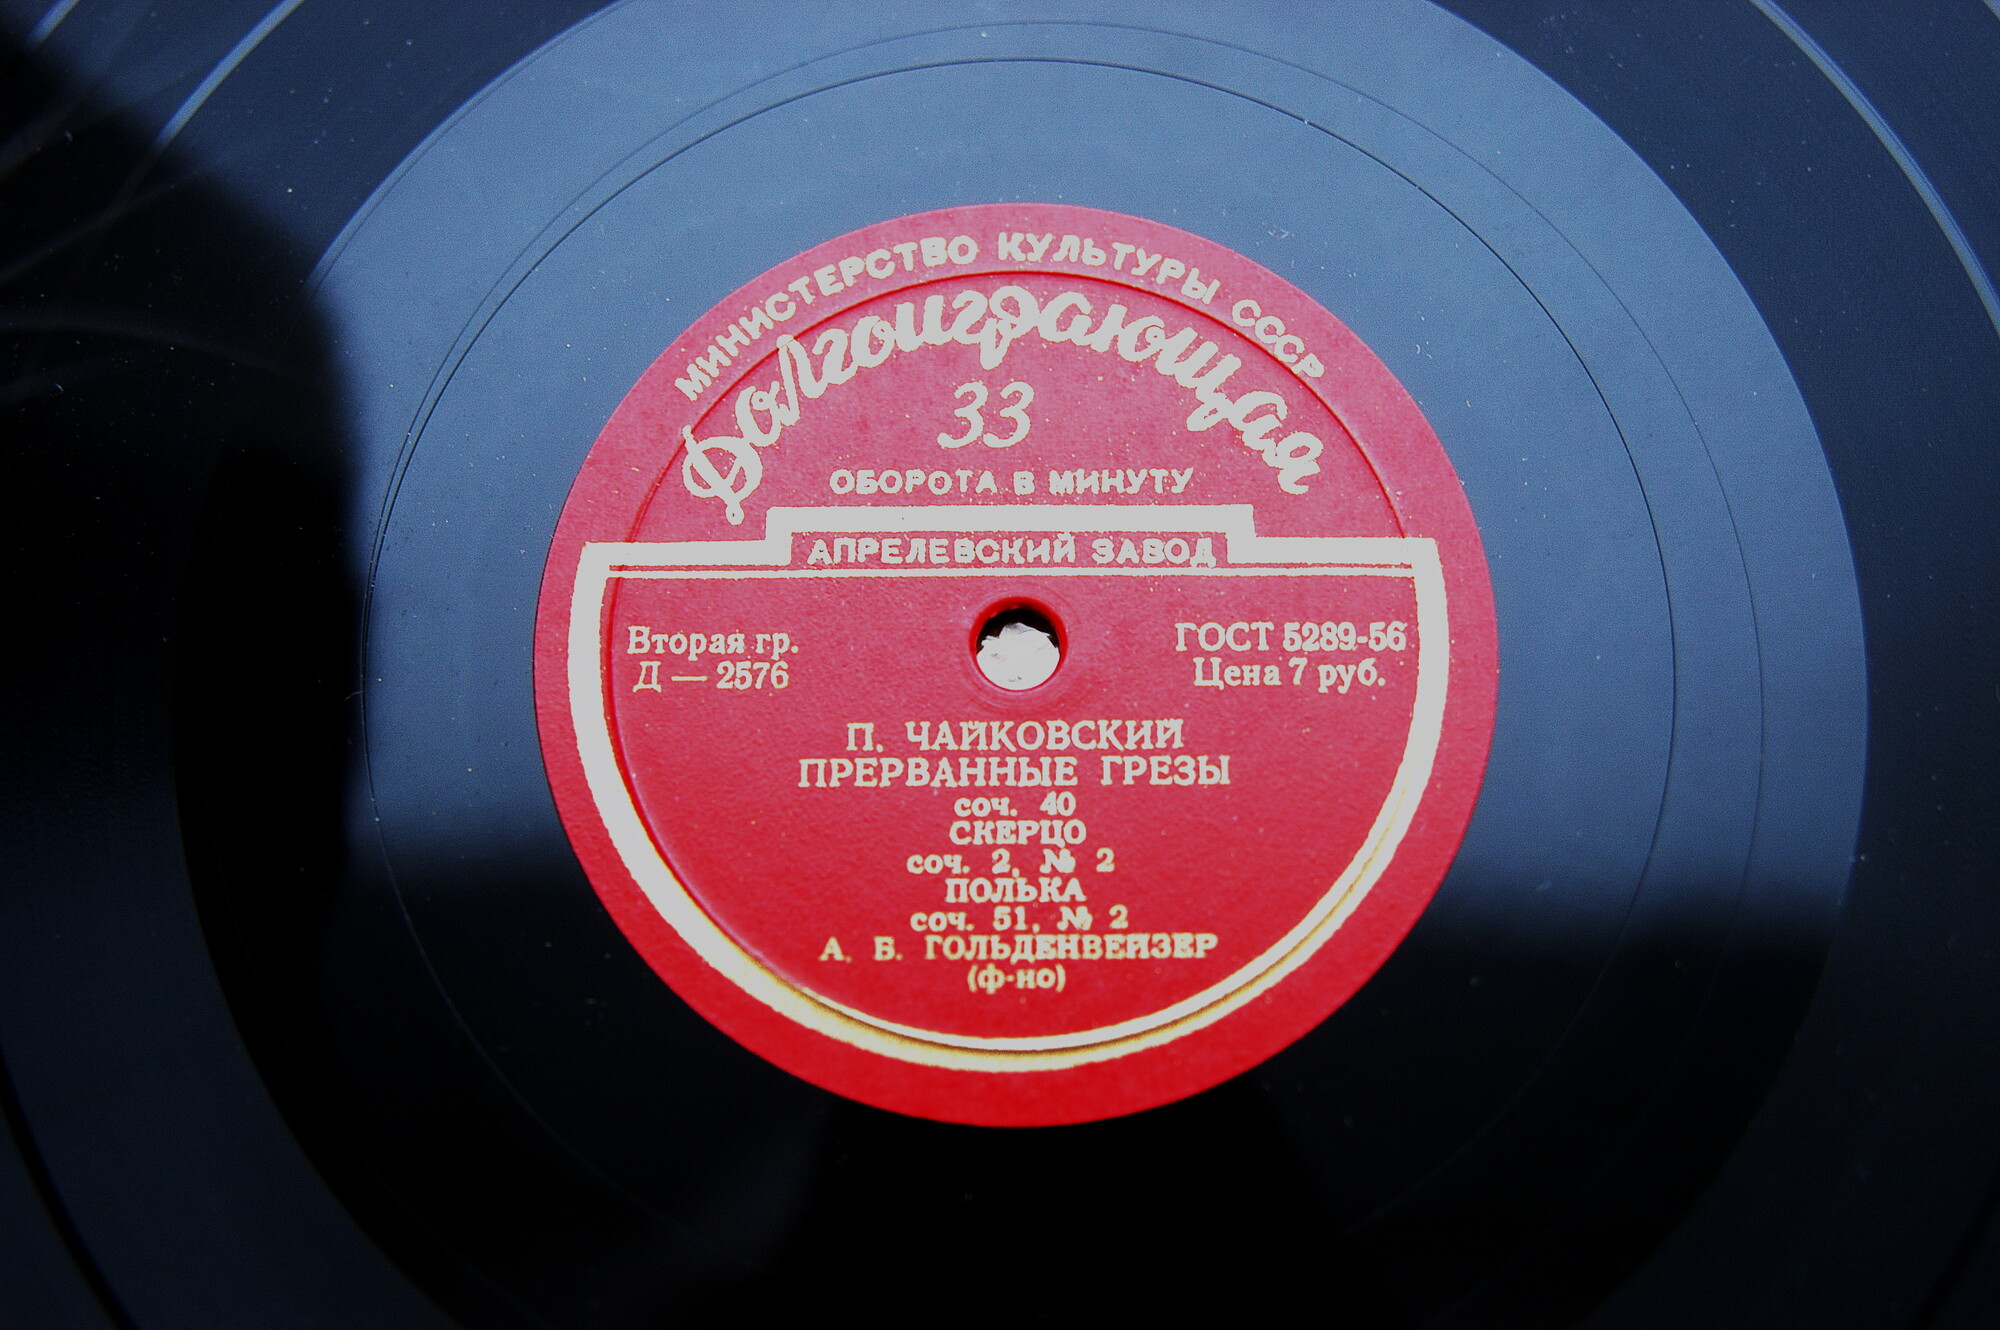 МИНИСТЕРСТВО КУЛЬТУРЫ СССР
Долгоиграющая
33
ОБОРОТА В МИНУТУ
АПРЕЛЕВСКИЙ ЗАВОД
Вторая гр.
Д — 2576
ГОСТ 5289-56
Цена 7 руб.
П. ЧАЙКОВСКИЙ
ПРЕРВАННЫЕ ГРЕЗЫ
соч. 40
СКЕРЦО
соч. 2, № 2
ПОЛЬКА
соч. 51, № 2
А. Б. ГОЛЬДЕНВЕЙЗЕР
(ф-но)